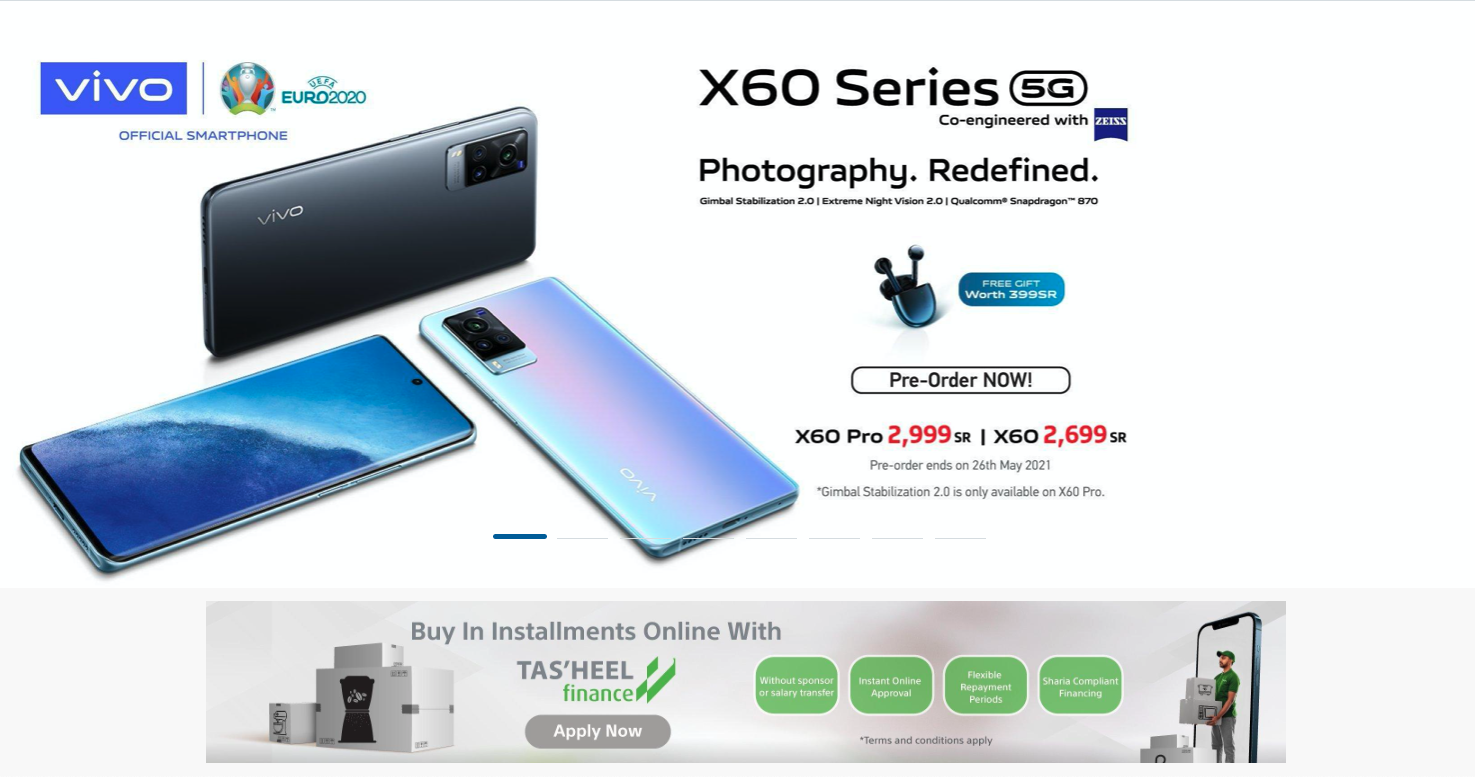 vivo
UEFA
EURO2020
OFFICIAL SMARTPHONE
vivo
vivo
X60 Series 5G
Co-engineered with ZEISS
Photography. Redefined.
Gimbal Stabilization 2.0 | Extreme Night Vision 2.0 | Qualcomm® Snapdragon™ 870
FREE GIFT
Worth 399SR
Pre-Order NOW!
X60 Pro 2,999 SR | X60 2,699 SR
Pre-order ends on 26th May 2021
*Gimbal Stabilization 2.0 is only available on X60 Pro.
Buy In Installments Online With
TAS'HEEL
finance
Apply Now
Without sponsor
or salary transfer
Instant Online
Approval
Flexible
Repayment
Periods
Sharia Compliant
Financing
*Terms and conditions apply